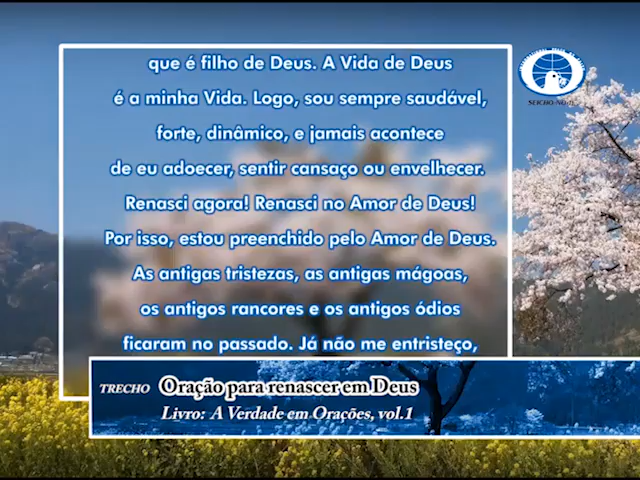 que é filho de Deus. A Vida de Deus
é a minha Vida. Logo, sou sempre saudável,
forte, dinâmico, e jamais acontece
de eu adoecer, sentir cansaço ou envelhecer.
Renasci agora! Renasci no Amor de Deus!
Por isso, estou preenchido pelo Amor de Deus.
As antigas tristezas, as antigas mágoas,
os antigos rancores e os antigos ódios
ficaram no passado. Já não me entristeço,
TRECHO Oração para renascer em Deus
Livro: A Verdade em Orações, vol.1
SEICHO-NO-IE